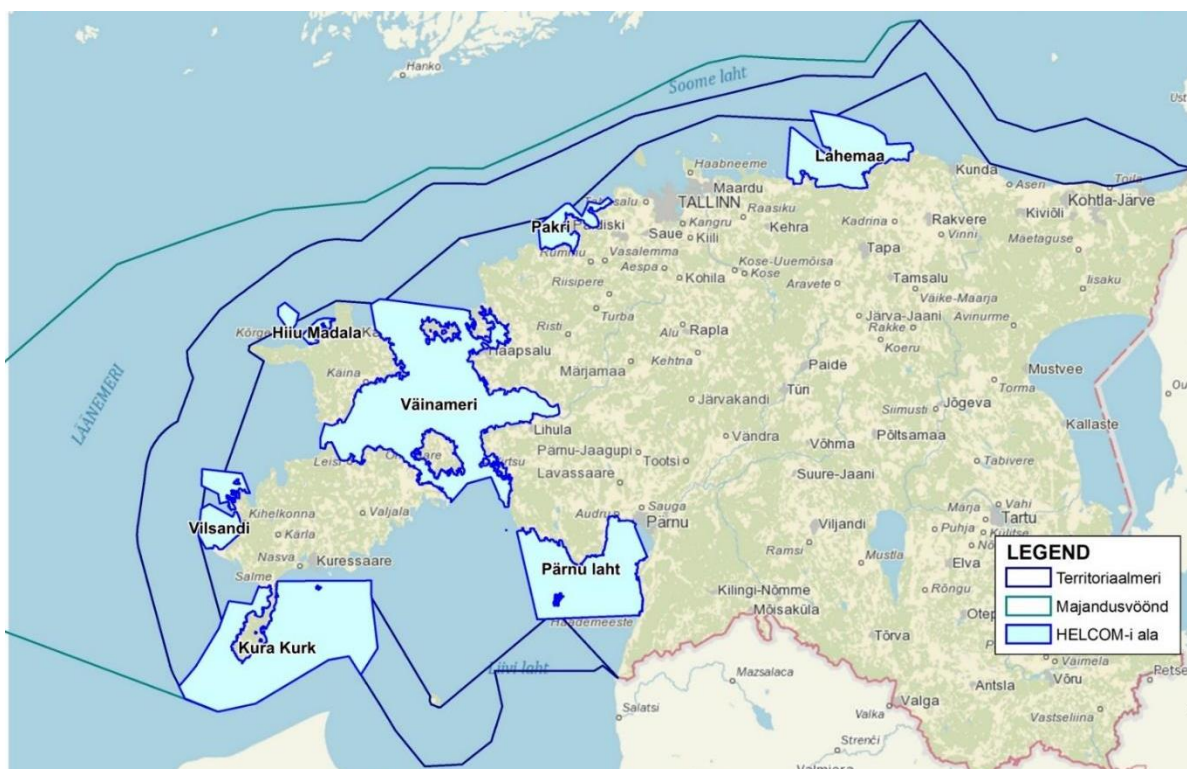 Hanko
Soome laht
Lahemaa
Haabneeme
Maardu
TALLINN
Kunda
Aseri
Toila
Kohtla-Järve
Raasiku
Kangru
Saue
Kiili
Kehra
Kadrina
Rakvere
Vinni
Kiviõli
Maetaguse
Pakri
Paldiski
Rummu
Vasalemma
Aespa
Kohila
Kose-Uuemõisa
Kose
Aravete
Tapa
Tamsalu
Iisaku
Riisipere
Väike-Maarja
Turba
Hiiu Madala
Risti
Alu
Rapla
Järva-Jaani
Rakke
Avinurme
Haapsalu
Koeru
Märjamaa
Kehtna
Paide
Mustvee
Käina
LÄÄNEMERI
Väinameri
Järvakandi
Türi
Torma
Siimusti
Jõgeva
Kallaste
Lihula
Vändra
Võhma
Põltsamaa
Leisi
Pärnu-Jaagupi
Tootsi
Lavassaare
Suure-Jaani
Tabivere
Vilsandi
Kihelkonna
Valjala
Kärla
Audru
Sauga
Pärnu
Viljandi
Märja
Vahi
Tartu
Puhja
Külitse
Nasva
Kuressaare
Ramsi
Mustla
Elva
Salme
Pärnu laht
Kilingi-Nõmme
Mõisaküla
Rõngu
Häädemeeste
Kura Kurk
Tõrva
Liivi laht
Mazsalaca
Antsla
Väimela
Võru
Valga
Salatsi
Valka
Vastseliina
Strenči
Valmiera
LEGEND
Territoriaalmeri
Majandusvöönd
HELCOM-i ala